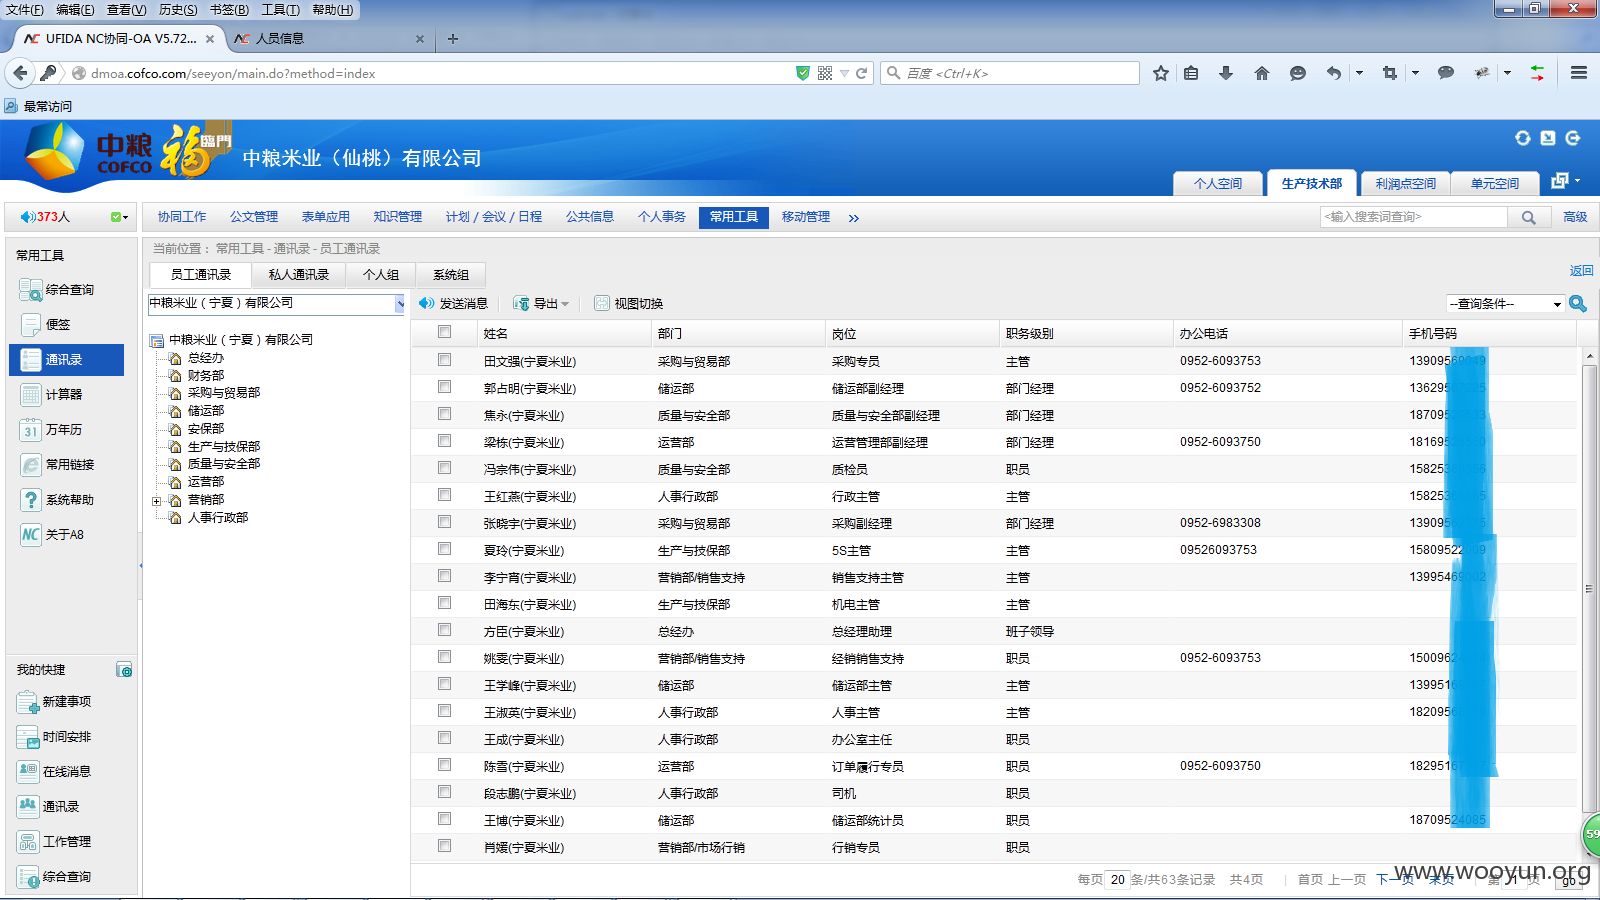 文件(F) 编辑(E) 查看(V) 历史(S) 书签(B) 工具(T) 帮助(H)
UFIDA NC协同-OA V5.72... × 人员信息 × +
dmoa.cofco.com/seeyon/main.do?method=index 百度 <Ctrl+K>
最常访问
中粮 COFCO 福 臨門 中粮米业（仙桃）有限公司
个人空间 生产技术部 利润点空间 单元空间
373人 协同工作 公文管理 表单应用 知识管理 计划 / 会议 / 日程 公共信息 个人事务 常用工具 移动管理 » <输入搜索词查询> 高级
常用工具
综合查询
便签
通讯录
计算器
31 万年历
常用链接
? 系统帮助
NC 关于A8
我的快捷
新建事项
时间安排
在线消息
通讯录
工作管理
综合查询
当前位置： 常用工具 - 通讯录 - 员工通讯录
员工通讯录 私人通讯录 个人组 系统组 返回
中粮米业（宁夏）有限公司
中粮米业（宁夏）有限公司
总经办
财务部
采购与贸易部
储运部
安保部
生产与技保部
质量与安全部
运营部
营销部
人事行政部
发送消息 导出 视图切换 --查询条件--
姓名 部门 岗位 职务级别 办公电话 手机号码
田文强(宁夏米业) 采购与贸易部 采购专员 主管 0952-6093753 13909569049
郭占明(宁夏米业) 储运部 储运部副经理 部门经理 0952-6093752 13629
焦永(宁夏米业) 质量与安全部 质量与安全部副经理 部门经理 18709
梁栋(宁夏米业) 运营部 运营管理部副经理 部门经理 0952-6093750 18169
冯宗伟(宁夏米业) 质量与安全部 质检员 职员 15825
王红燕(宁夏米业) 人事行政部 行政主管 主管 15825
张晓宇(宁夏米业) 采购与贸易部 采购副经理 部门经理 0952-6983308 13909
夏玲(宁夏米业) 生产与技保部 5S主管 主管 09526093753 15809522009
李宁宵(宁夏米业) 营销部/销售支持 销售支持主管 主管 13995469002
田海东(宁夏米业) 生产与技保部 机电主管 主管
方臣(宁夏米业) 总经办 总经理助理 班子领导
姚雯(宁夏米业) 营销部/销售支持 经销销售支持 职员 0952-6093753 1500962
王学峰(宁夏米业) 储运部 储运部主管 主管 1399516
王淑英(宁夏米业) 人事行政部 人事主管 主管 182095
王成(宁夏米业) 人事行政部 办公室主任 职员
陈雪(宁夏米业) 运营部 订单履行专员 职员 0952-6093750 1829516
段志鹏(宁夏米业) 人事行政部 司机 职员
王博(宁夏米业) 储运部 储运部统计员 职员 18709524085
肖媛(宁夏米业) 营销部/市场行销 行销专员 职员
每页 20 条/共63条记录 共4页 首页 上一页 下一页 末页 第 1 页 go
www.wooyun.org
59